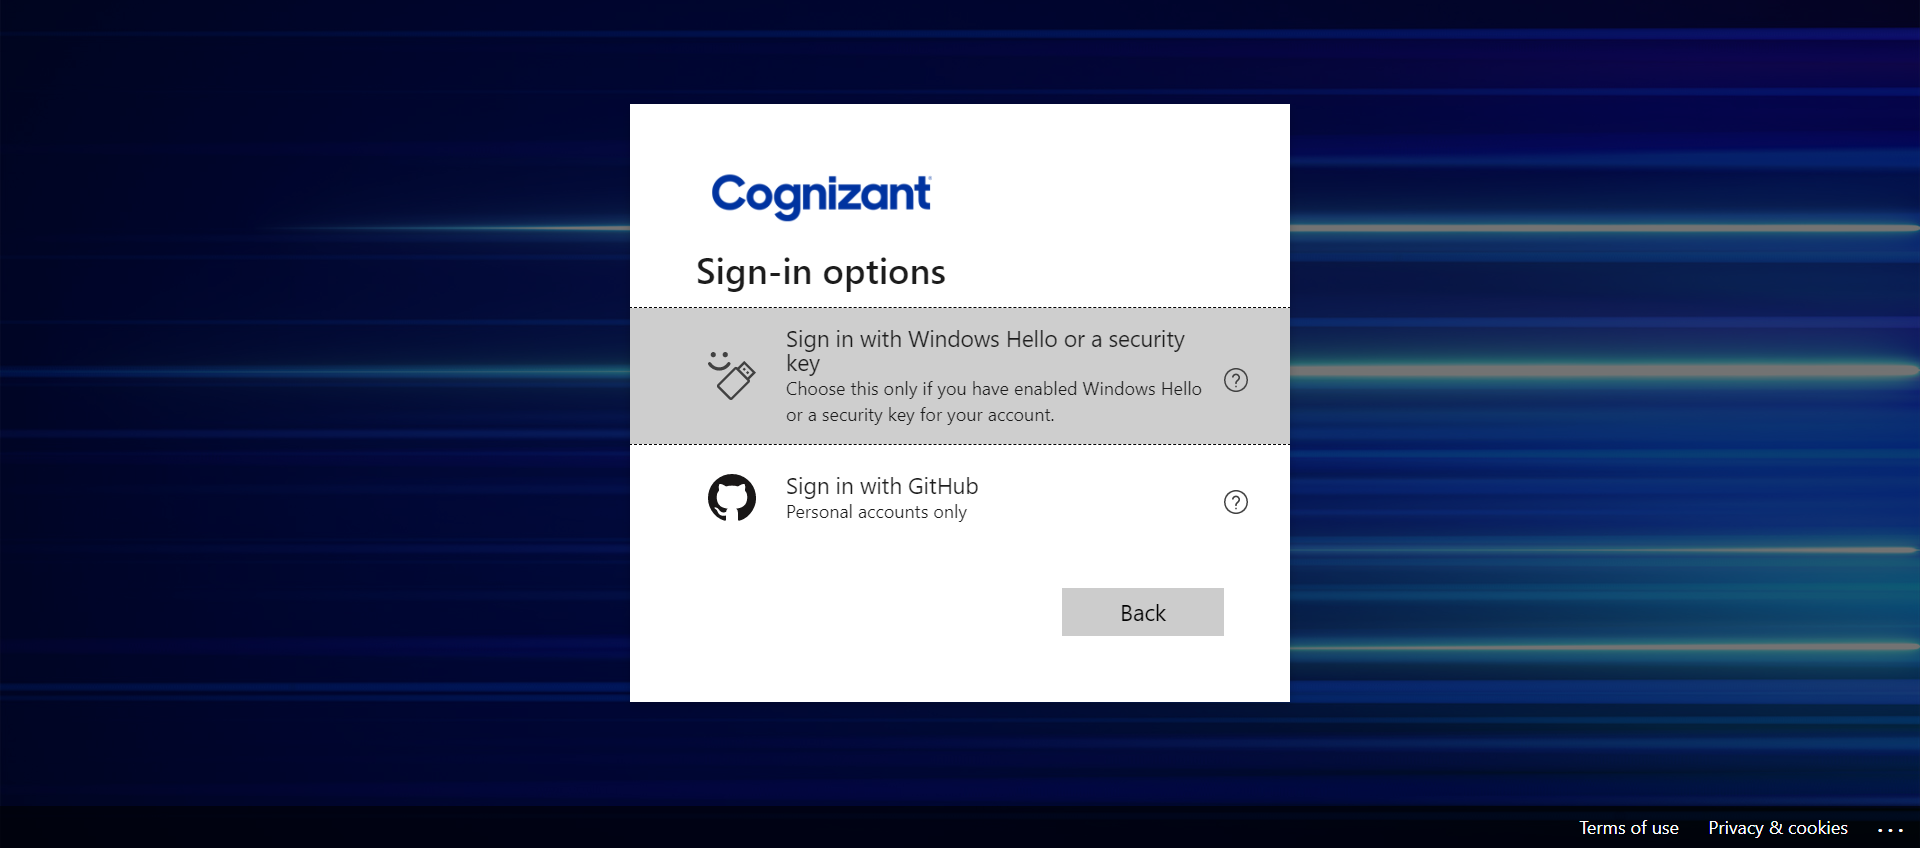 Cognizant
Sign-in options
Sign in with Windows Hello or a security
key
Choose this only if you have enabled Windows Hello
or a security key for your account.
Sign in with GitHub
Personal accounts only
Back
Terms of use Privacy & cookies ...